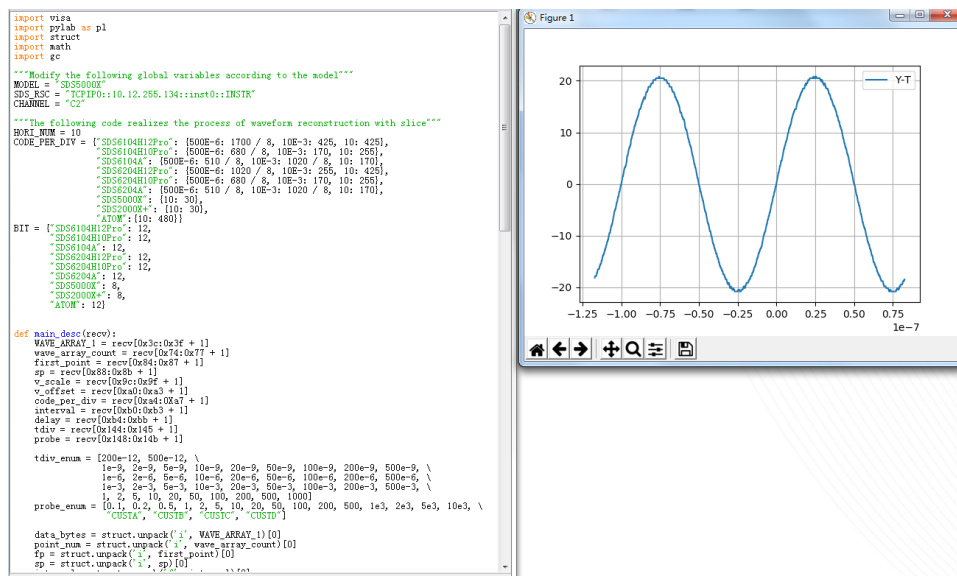 import visa
import pylab as pl
import struct
import math
import gc
"""Modify the following global variables according to the model"""
MODEL = "SDS5000X"
SDS_RSC = "TCPIP0::10.12.255.134::inst0::INSTR"
CHANNEL = "C2"
"""The following code realizes the process of waveform reconstruction with slice"""
HORI_NUM = 10
CODE_PER_DIV = {"SDS6104H12Pro": {500E-6: 1700 / 8, 10E-3: 425, 10: 425},
"SDS6104H10Pro": {500E-6: 680 / 8, 10E-3: 170, 10: 255},
"SDS6104A": {500E-6: 510 / 8, 10E-3: 1020 / 8, 10: 170},
"SDS6204H12Pro": {500E-6: 1020 / 8, 10E-3: 255, 10: 425},
"SDS6204H10Pro": {500E-6: 680 / 8, 10E-3: 170, 10: 255},
"SDS6204A": {500E-6: 510 / 8, 10E-3: 1020 / 8, 10: 170},
"SDS5000X": {10: 30},
"SDS2000X+": {10: 30},
"ATOM":{10: 480}}
BIT = {"SDS6104H12Pro": 12,
"SDS6104H10Pro": 12,
"SDS6104A": 12,
"SDS6204H12Pro": 12,
"SDS6204H10Pro": 12,
"SDS6204A": 12,
"SDS5000X": 8,
"SDS2000X+": 8,
"ATOM": 12}
def main_desc(recv):
WAVE_ARRAY_1 = recv[0x3c:0x3f + 1]
wave_array_count = recv[0x74:0x77 + 1]
first_point = recv[0x84:0x87 + 1]
sp = recv[0x88:0x8b + 1]
v_scale = recv[0x9c:0x9f + 1]
v_offset = recv[0xa0:0xa3 + 1]
code_per_div = recv[0xa4:0Xa7 + 1]
interval = recv[0xb0:0xb3 + 1]
delay = recv[0xb4:0xbb + 1]
tdiv = recv[0x144:0x145 + 1]
probe = recv[0x148:0x14b + 1]
tdiv_enum = [200e-12, 500e-12, \
1e-9, 2e-9, 5e-9, 10e-9, 20e-9, 50e-9, 100e-9, 200e-9, 500e-9, \
1e-6, 2e-6, 5e-6, 10e-6, 20e-6, 50e-6, 100e-6, 200e-6, 500e-6, \
1e-3, 2e-3, 5e-3, 10e-3, 20e-3, 50e-3, 100e-3, 200e-3, 500e-3, \
1, 2, 5, 10, 20, 50, 100, 200, 500, 1000]
probe_enum = [0.1, 0.2, 0.5, 1, 2, 5, 10, 20, 50, 100, 200, 500, 1e3, 2e3, 5e3, 10e3, \
"CUSTA", "CUSTB", "CUSTC", "CUSTD"]
data_bytes = struct.unpack('i', WAVE_ARRAY_1)[0]
point_num = struct.unpack('i', wave_array_count)[0]
fp = struct.unpack('i', first_point)[0]
sp = struct.unpack('i', sp)[0]
Figure 1
Y-T
20
10
0
−10
−20
−1.25 −1.00 −0.75 −0.50 −0.25 0.00 0.25 0.50 0.75
1e−7